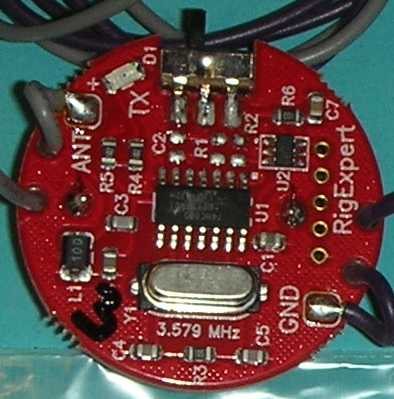 D1
+
TX
ANT
C2
R1
R2
R6
C7
R5
R4
U2
RigExpert
C3
U1
L1
100
C1
Y1
3.579 MHz
GND
C4
R3
C5